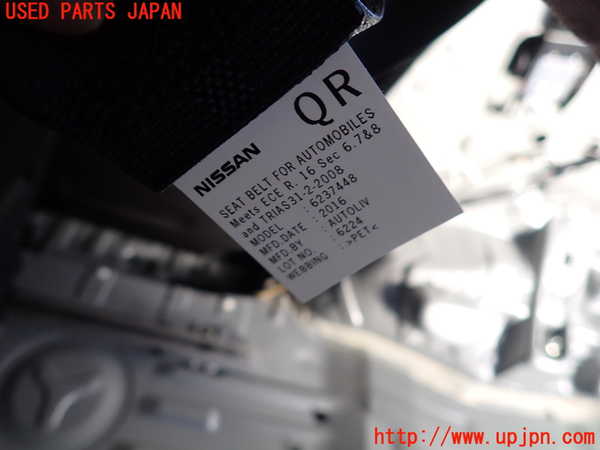 USED PARTS JAPAN
QR
NISSAN
SEAT BELT FOR AUTOMOBILES
Meets ECE R. 16 Sec 6.7&8
and TRIAS31-2-2008
MODEL : 6237448
MFD.DATE : 2016
MFD.BY : AUTOLIV
LOT NO. : 6224
WEBBING : >PET<
http://www.upjpn.com/